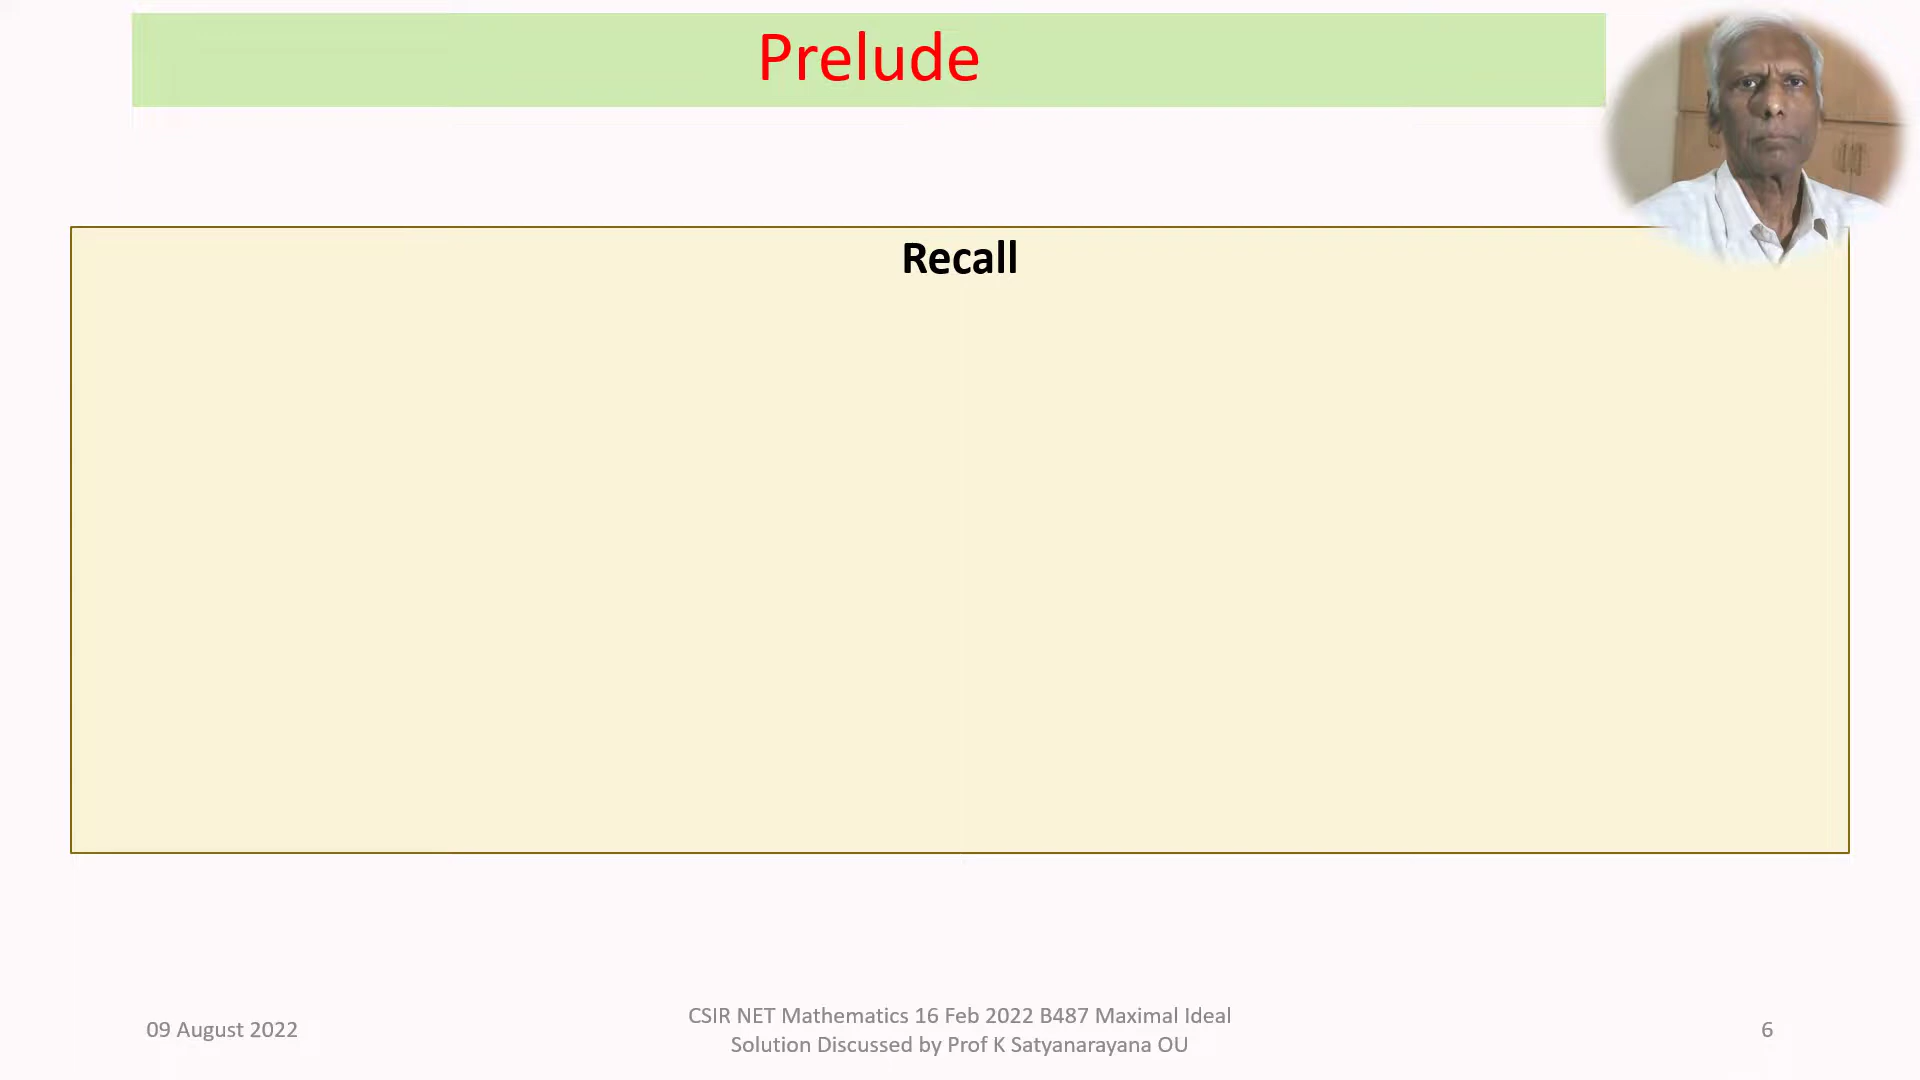 Prelude
Recall
09 August 2022
CSIR NET Mathematics 16 Feb 2022 B487 Maximal Ideal
Solution Discussed by Prof K Satyanarayana OU
6